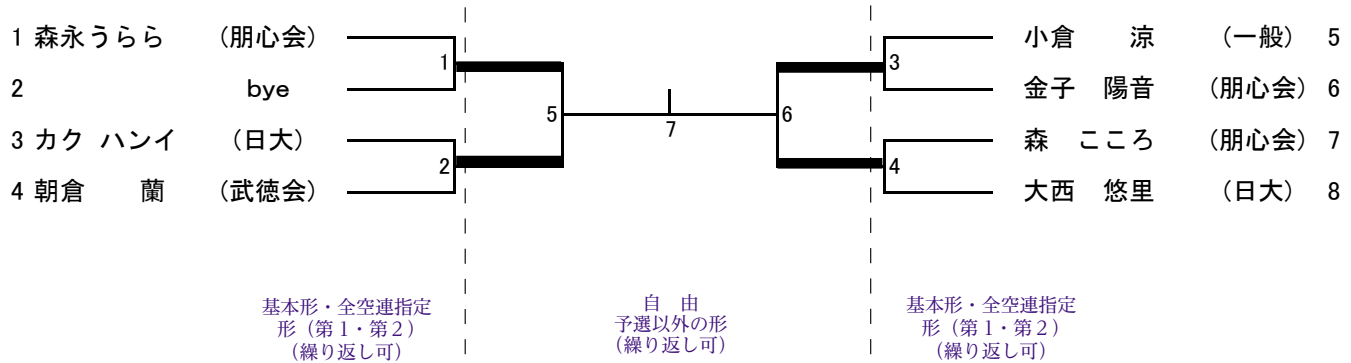 1 森永うらら (朋心会)
2 bye
3 カク ハンイ (日大)
4 朝倉 蘭 (武徳会)
1
2
5
7
6
3
4
小倉 涼 (一般) 5
金子 陽音 (朋心会) 6
森 こころ (朋心会) 7
大西 悠里 (日大) 8
基本形・全空連指定
形（第１・第２）
（繰り返し可）
自 由
予選以外の形
（繰り返し可）
基本形・全空連指定
形（第１・第２）
（繰り返し可）